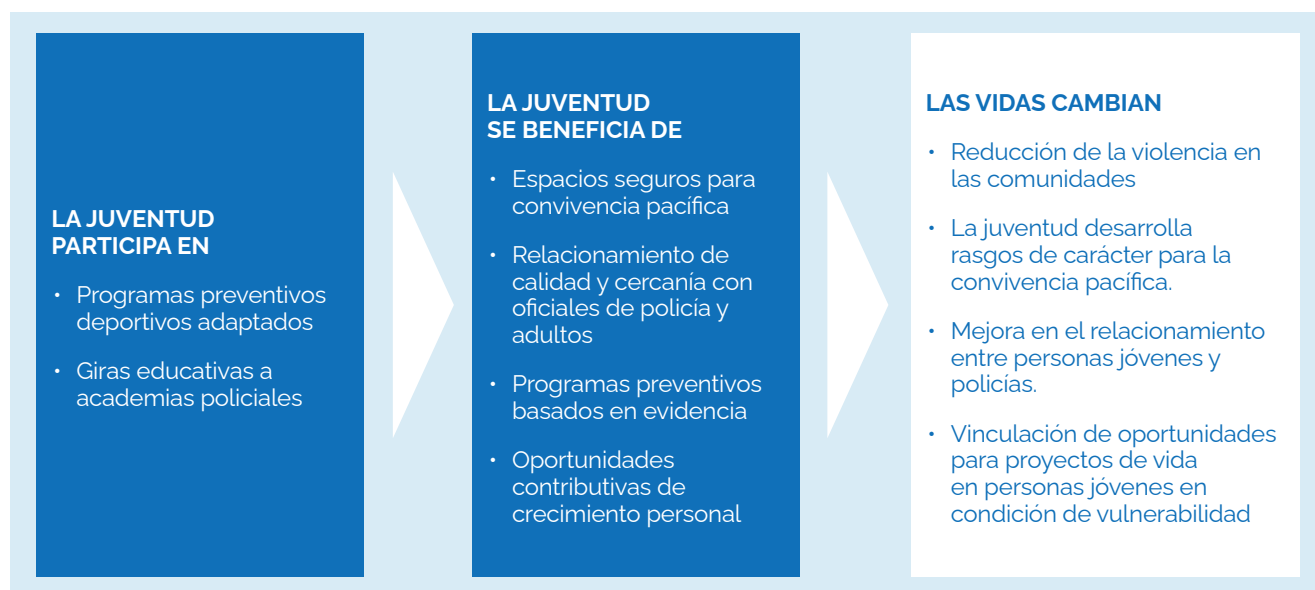 LA JUVENTUD
PARTICIPA EN
• Programas preventivos
deportivos adaptados
• Giras educativas a
academias policiales
LA JUVENTUD
SE BENEFICIA DE
• Espacios seguros para
convivencia pacífica
• Relacionamiento de
calidad y cercanía con
oficiales de policía y
adultos
• Programas preventivos
basados en evidencia
• Oportunidades
contributivas de
crecimiento personal
LAS VIDAS CAMBIAN
• Reducción de la violencia en
las comunidades
• La juventud desarrolla
rasgos de carácter para la
convivencia pacífica.
• Mejora en el relacionamiento
entre personas jóvenes y
policías.
• Vinculación de oportunidades
para proyectos de vida
en personas jóvenes en
condición de vulnerabilidad